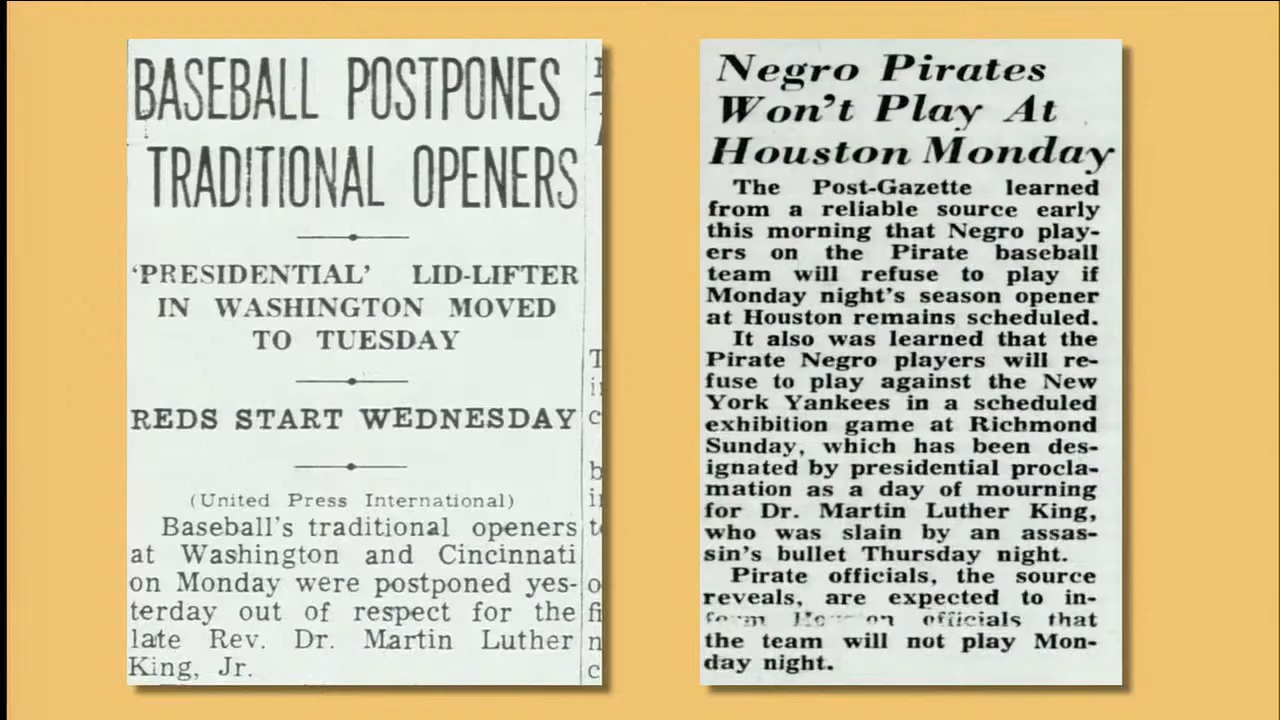 BASEBALL POSTPONES
TRADITIONAL OPENERS
'PRESIDENTIAL' LID-LIFTER
IN WASHINGTON MOVED
TO TUESDAY
REDS START WEDNESDAY
(United Press International)
Baseball's traditional openers
at Washington and Cincinnati
on Monday were postponed yes-
terday out of respect for the
late Rev. Dr. Martin Luther
King, Jr.
Negro Pirates
Won't Play At
Houston Monday
The Post-Gazette learned
from a reliable source early
this morning that Negro play-
ers on the Pirate baseball
team will refuse to play if
Monday night's season opener
at Houston remains scheduled.
It also was learned that the
Pirate Negro players will re-
fuse to play against the New
York Yankees in a scheduled
exhibition game at Richmond
Sunday, which has been des-
ignated by presidential procla-
mation as a day of mourning
for Dr. Martin Luther King,
who was slain by an assas-
sin's bullet Thursday night.
Pirate officials, the source
reveals, are expected to in-
officials that
the team will not play Mon-
day night.